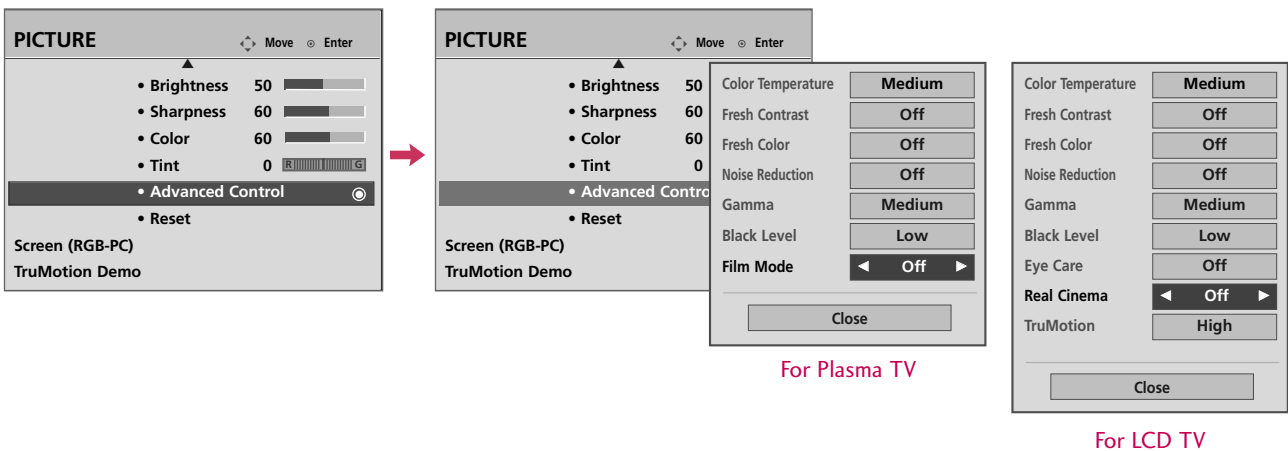 PICTURE
Move Enter
• Brightness 50
• Sharpness 60
• Color 60
• Tint 0 R G
• Advanced Control
• Reset
Screen (RGB-PC)
TruMotion Demo
PICTURE
Move Enter
• Brightness 50
• Sharpness 60
• Color 60
• Tint 0
• Advanced Contro
• Reset
Screen (RGB-PC)
TruMotion Demo
Color Temperature Medium
Fresh Contrast Off
Fresh Color Off
Noise Reduction Off
Gamma Medium
Black Level Low
Film Mode ◀ Off ▶
Close
For Plasma TV
Color Temperature Medium
Fresh Contrast Off
Fresh Color Off
Noise Reduction Off
Gamma Medium
Black Level Low
Eye Care Off
Real Cinema ◀ Off ▶
TruMotion High
Close
For LCD TV